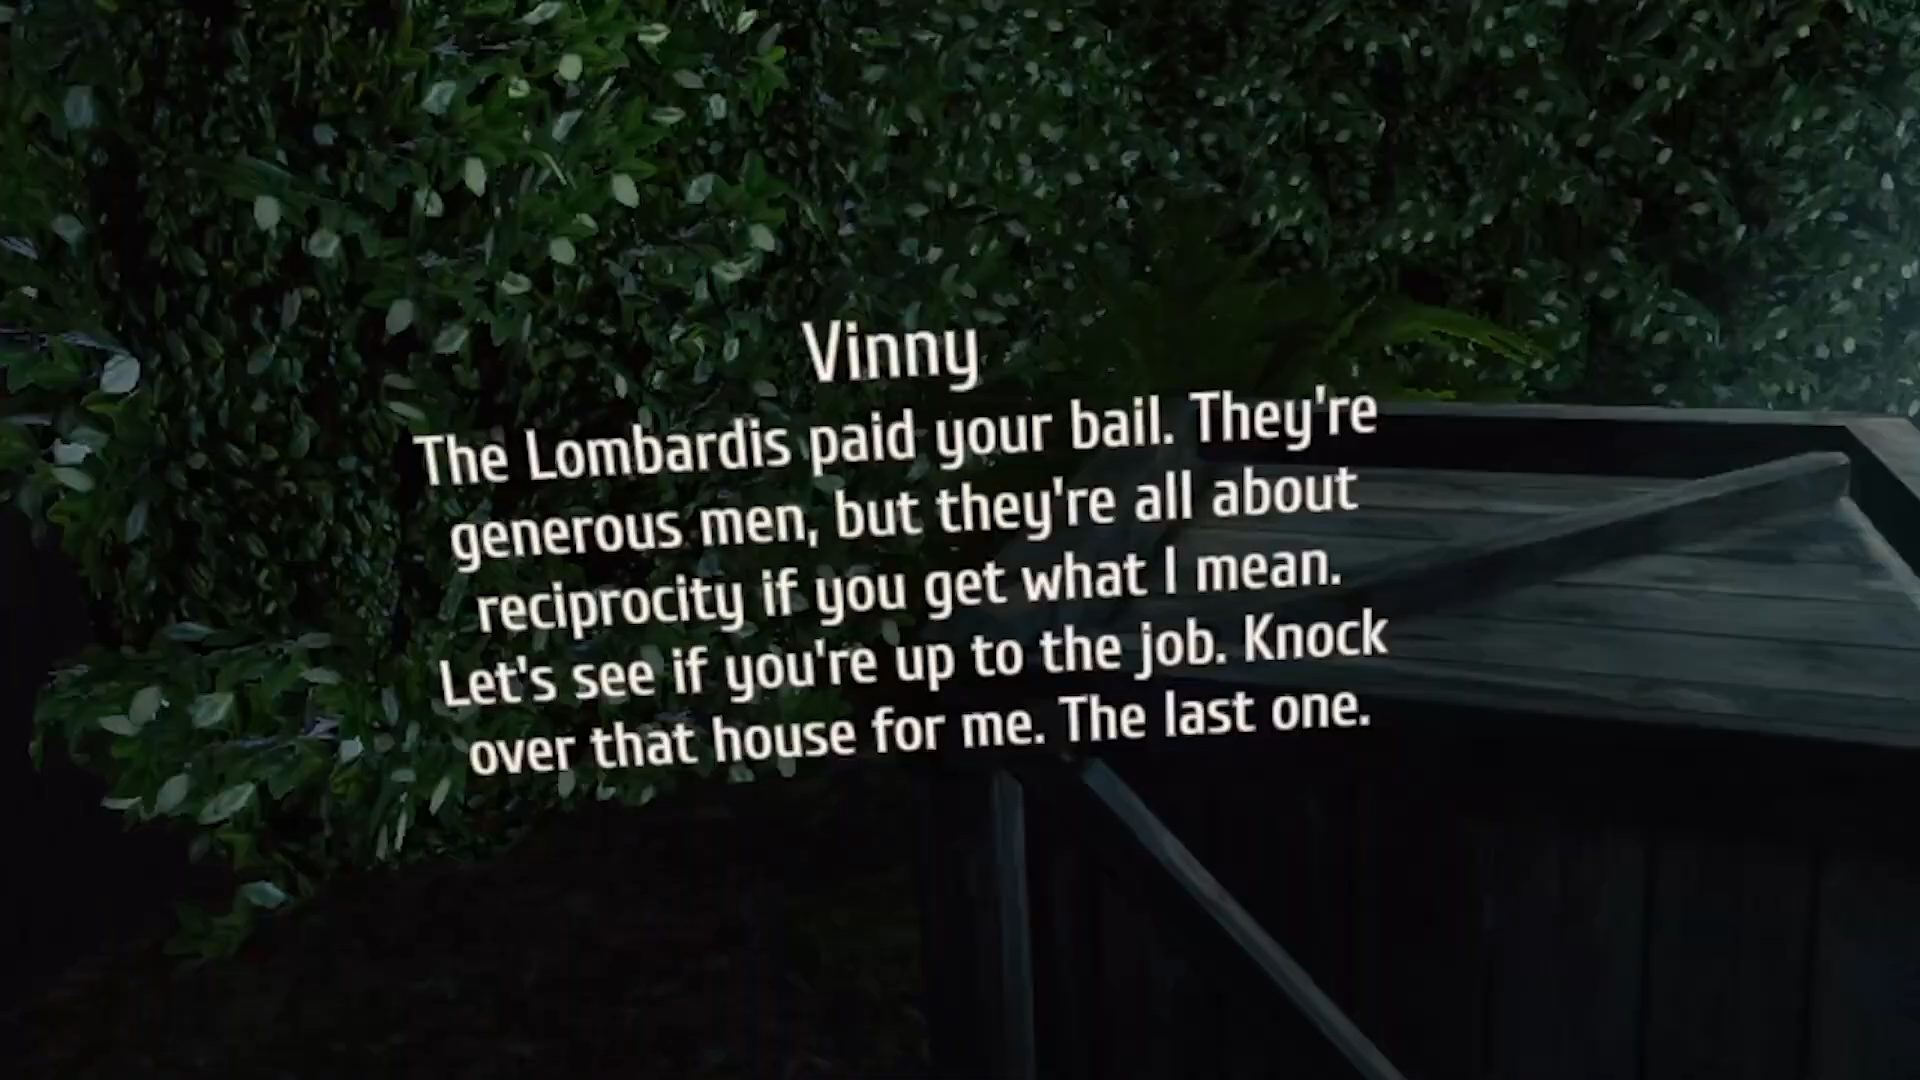 Vinny
The Lombardis paid your bail. They're
generous men, but they're all about
reciprocity if you get what I mean.
Let's see if you're up to the job. Knock
over that house for me. The last one.